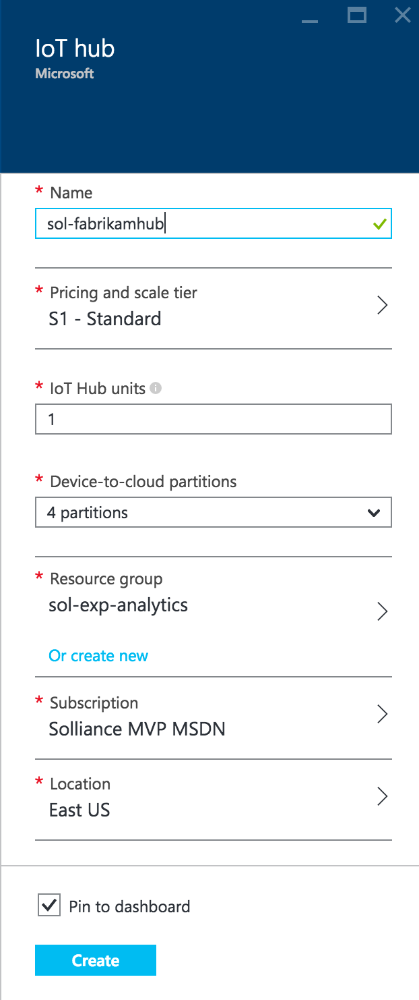 IoT hub
Microsoft
* Name
sol-fabrikamhub
* Pricing and scale tier
S1 - Standard
* IoT Hub units
1
* Device-to-cloud partitions
4 partitions
* Resource group
sol-exp-analytics
Or create new
* Subscription
Solliance MVP MSDN
* Location
East US
Pin to dashboard
Create